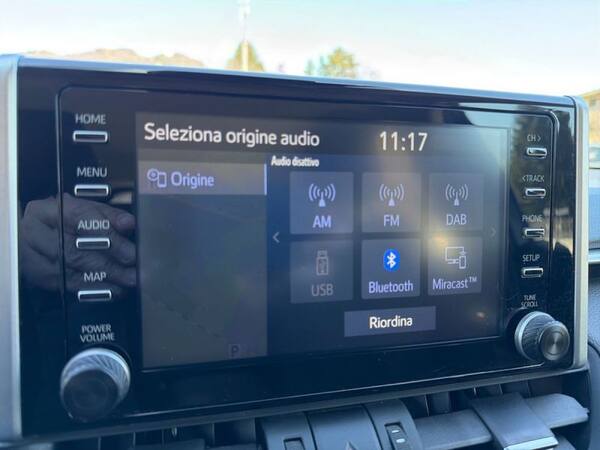 HOME
MENU
AUDIO
MAP
POWER
VOLUME
Seleziona origine audio
11:17
Audio disattivo
Origine
AM
FM
DAB
USB
Bluetooth
Miracast™
Riordina
P
CH >
< TRACK
PHONE
SETUP
TUNE
SCROLL